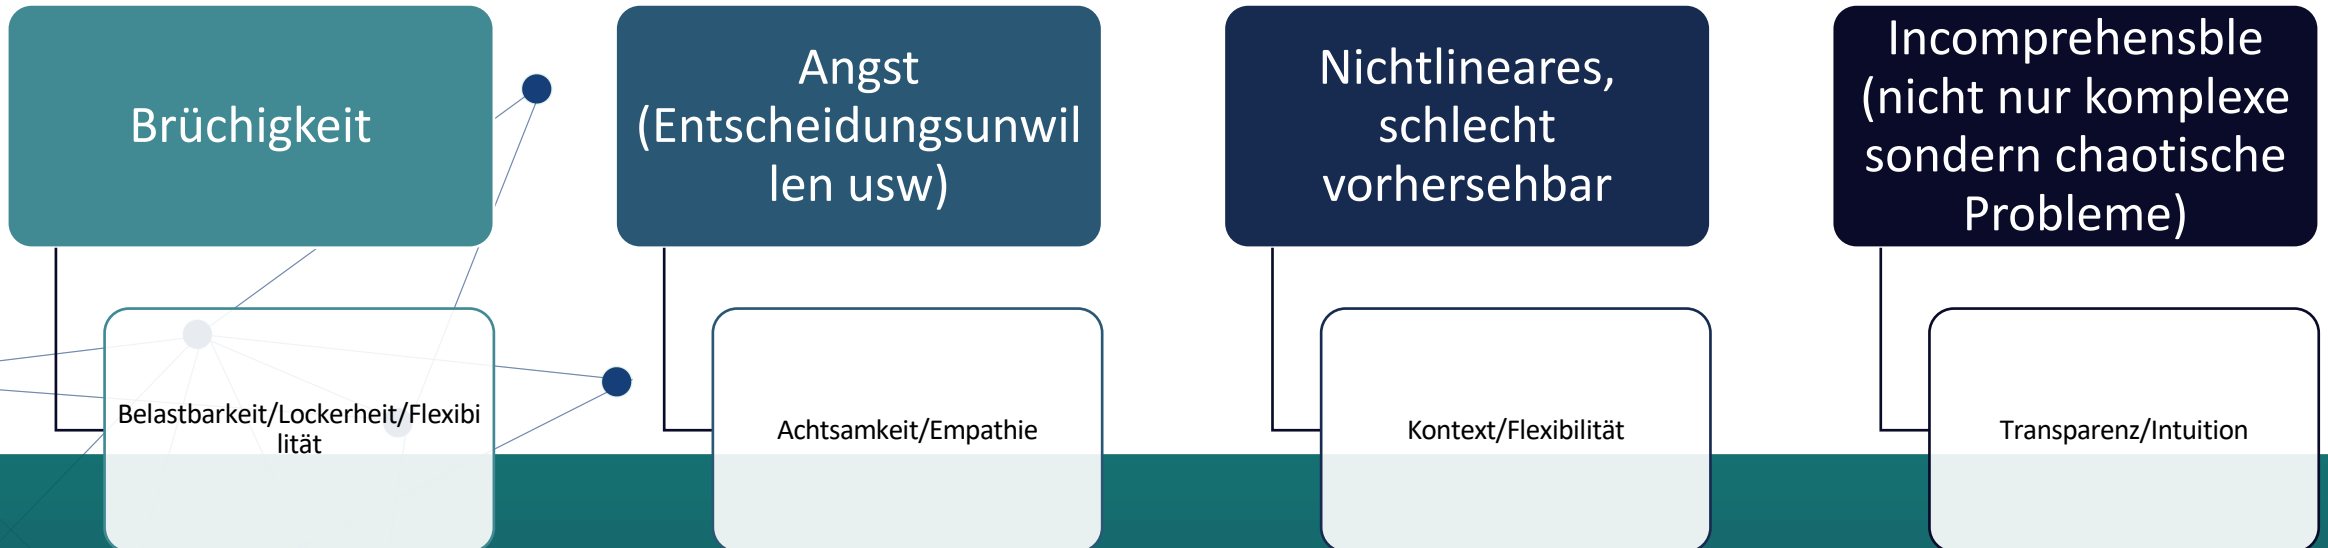 Brüchigkeit
Angst
(Entscheidungsunwil
len usw)
Nichtlineares,
schlecht
vorhersehbar
Incomprehensble
(nicht nur komplexe
sondern chaotische
Probleme)
Belastbarkeit/Lockerheit/Flexibi
lität
Achtsamkeit/Empathie
Kontext/Flexibilität
Transparenz/Intuition